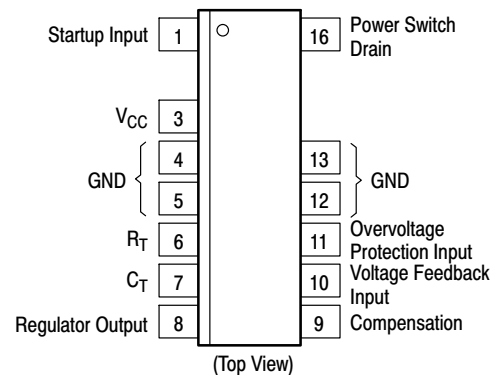 Startup Input 1 16 Power Switch
Drain
VCC 3
4 13
GND GND
5 12
RT 6 11 Overvoltage
Protection Input
CT 7 10 Voltage Feedback
Input
Regulator Output 8 9 Compensation
(Top View)